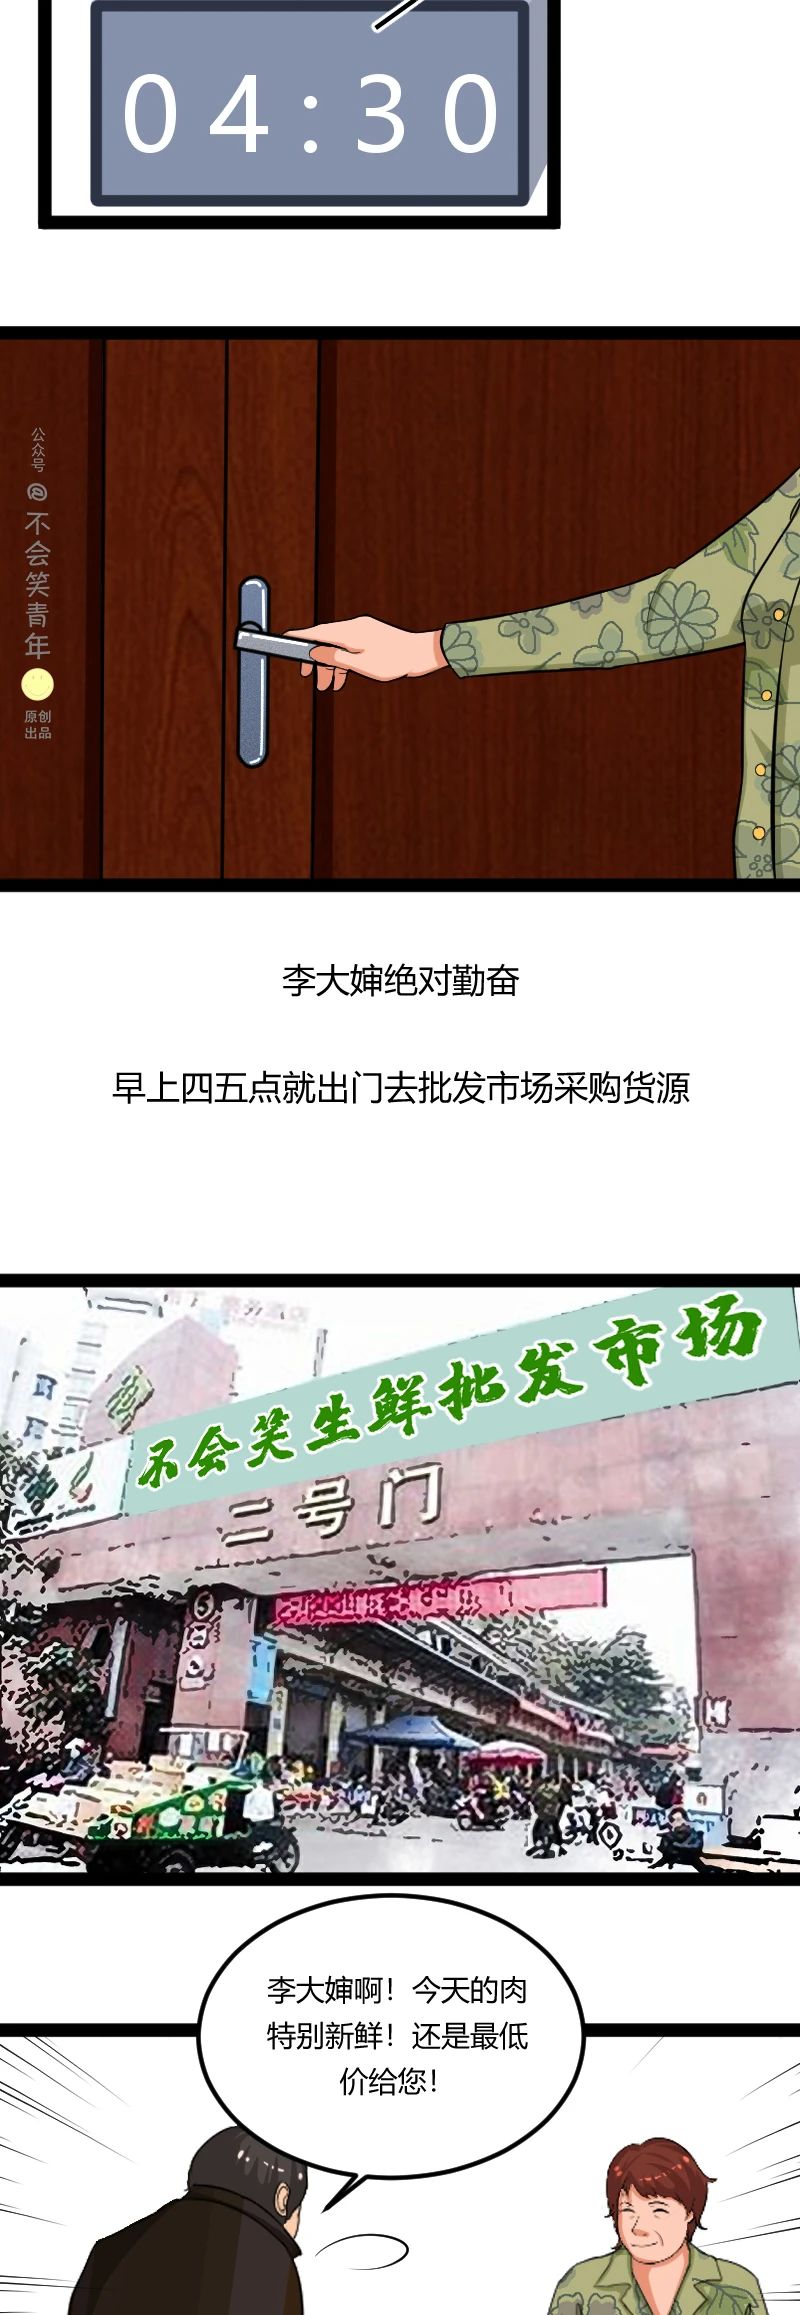 04:30
公众号
@不会笑青年
原创
出品
李大婶绝对勤奋
早上四五点就出门去批发市场采购货源
不会笑生鲜批发市场
二号门
李大婶啊！今天的肉
特别新鲜！还是最低
价给您！